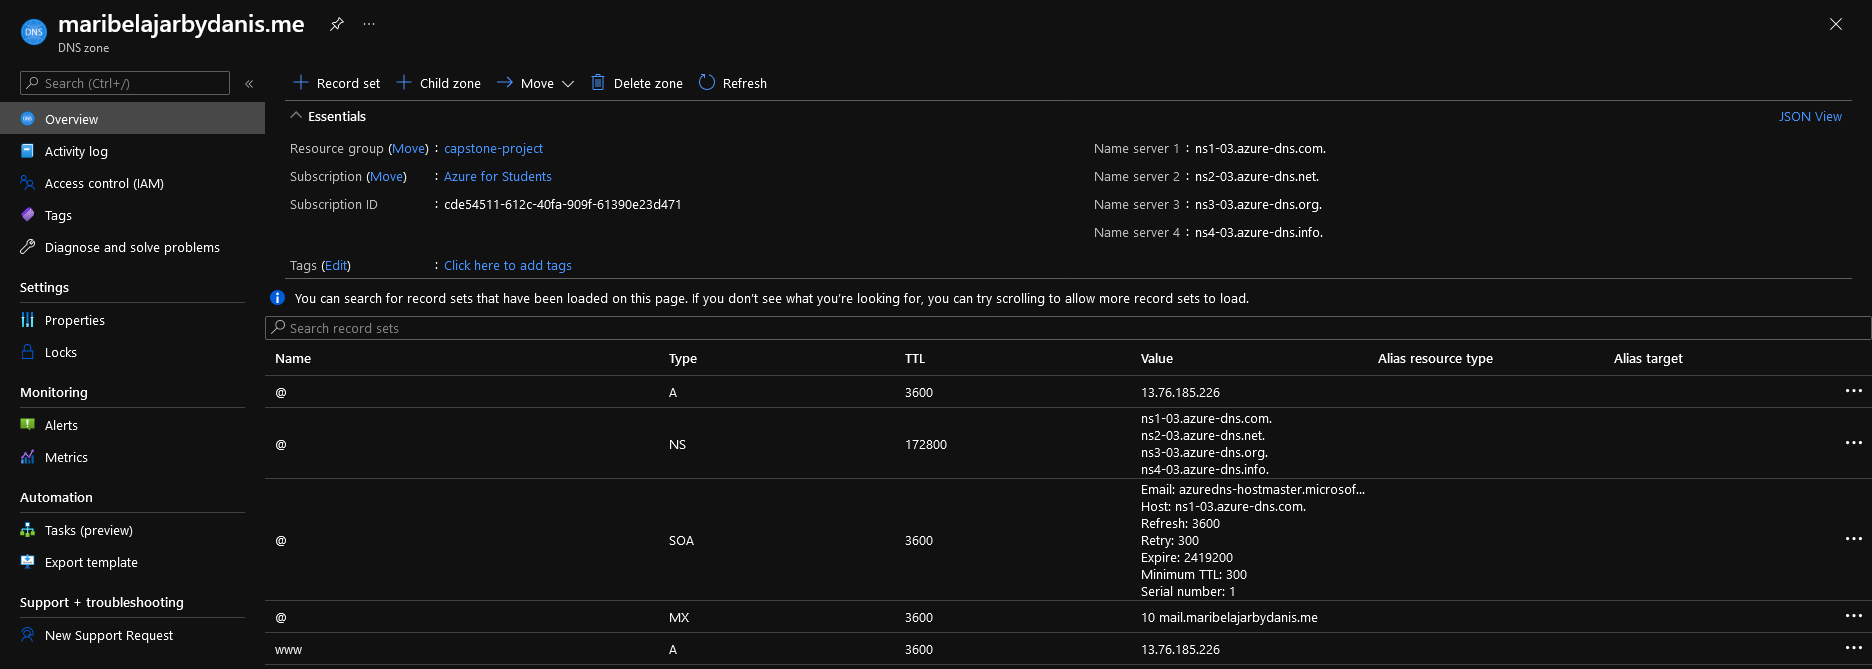 maribelajarbydanis.me
DNS
DNS zone
Search (Ctrl+/)
Overview
Activity log
Access control (IAM)
Tags
Diagnose and solve problems
Settings
Properties
Locks
Monitoring
Alerts
Metrics
Automation
Tasks (preview)
Export template
Support + troubleshooting
New Support Request
Record set Child zone Move Delete zone Refresh
Essentials JSON View
Resource group (Move) : capstone-project
Subscription (Move) : Azure for Students
Subscription ID : cde54511-612c-40fa-909f-61390e23d471
Name server 1 : ns1-03.azure-dns.com.
Name server 2 : ns2-03.azure-dns.net.
Name server 3 : ns3-03.azure-dns.org.
Name server 4 : ns4-03.azure-dns.info.
Tags (Edit) : Click here to add tags
You can search for record sets that have been loaded on this page. If you don't see what you're looking for, you can try scrolling to allow more record sets to load.
Search record sets
Name Type TTL Value Alias resource type Alias target
@ A 3600 13.76.185.226
@ NS 172800 ns1-03.azure-dns.com.
ns2-03.azure-dns.net.
ns3-03.azure-dns.org.
ns4-03.azure-dns.info.
@ SOA 3600 Email: azuredns-hostmaster.microsof...
Host: ns1-03.azure-dns.com.
Refresh: 3600
Retry: 300
Expire: 2419200
Minimum TTL: 300
Serial number: 1
@ MX 3600 10 mail.maribelajarbydanis.me
www A 3600 13.76.185.226